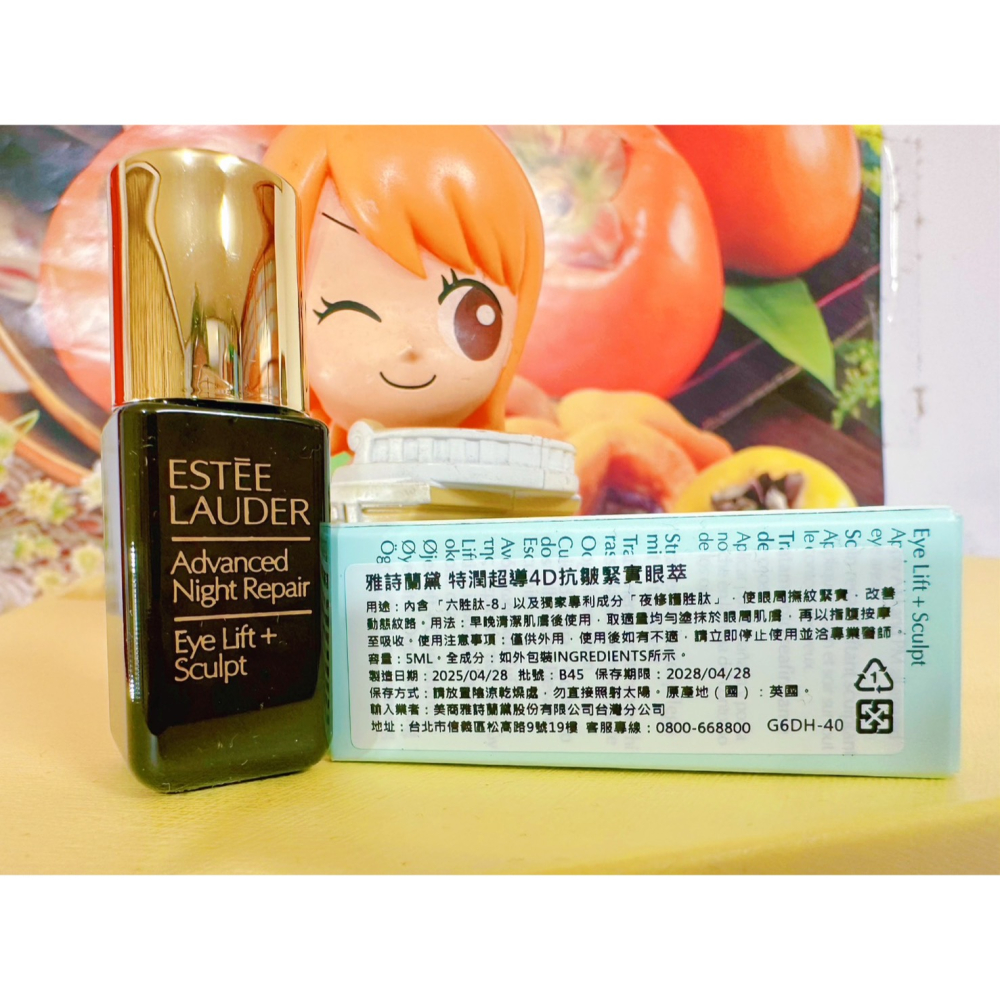 ESTĒE
LAUDER
Advanced
Night Repair
Eye Lift +
Sculpt
雅詩蘭黛 特潤超導4D抗皺緊實眼萃
用途：內含「六胜肽-8」以及獨家專利成分「夜修護胜肽」，使眼周撫紋緊實、改善
動態紋路。用法：早晚清潔肌膚後使用，取適量均勻塗抹於眼周肌膚，再以指腹按摩
至吸收。使用注意事項：僅供外用，使用後如有不適，請立即停止使用並洽專業醫師。
容量：5ML。全成分：如外包裝INGREDIENTS所示。
製造日期：2025/04/28 批號：B45 保存期限：2028/04/28
保存方式：請放置陰涼乾燥處，勿直接照射太陽。原產地（國）：英國。
輸入業者：美商雅詩蘭黛股份有限公司台灣分公司
地址：台北市信義區松高路9號19樓 客服專線：0800-668800 G6DH-40
1
Eye Lift + Sculpt